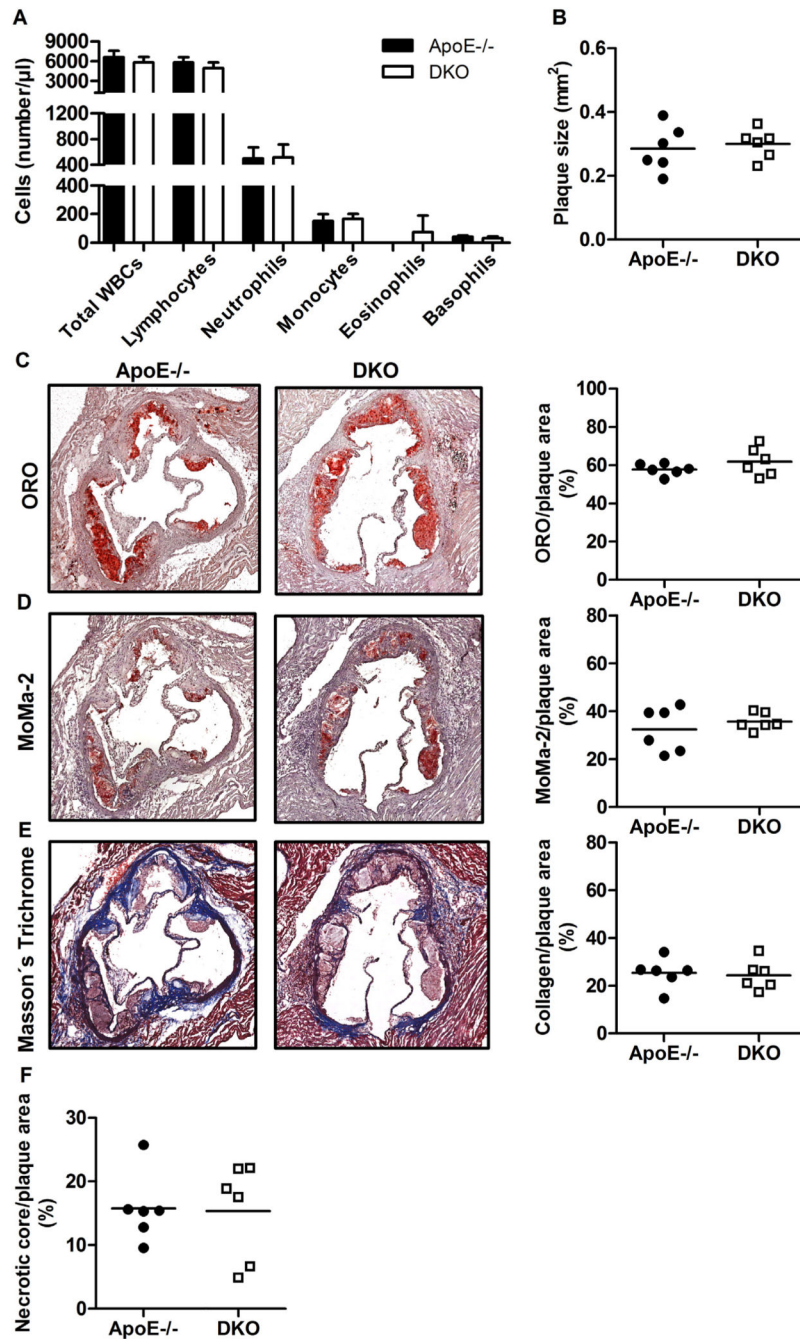 A
Cells (number/µl)
9000
6000
3000
1200
800
400
400
200
0
ApoE-/-
DKO
Total WBCs
Lymphocytes
Neutrophils
Monocytes
Eosinophils
Basophils
B
Plaque size (mm²)
0.6
0.4
0.2
0.0
ApoE-/-
DKO
C
ApoE-/-
DKO
ORO
ORO/plaque area
(%)
100
80
60
40
20
0
ApoE-/-
DKO
D
MoMa-2
MoMa-2/plaque area
(%)
80
60
40
20
0
ApoE-/-
DKO
E
Masson´s Trichrome
Collagen/plaque area
(%)
80
60
40
20
0
ApoE-/-
DKO
F
Necrotic core/plaque area
(%)
30
20
10
0
ApoE-/-
DKO